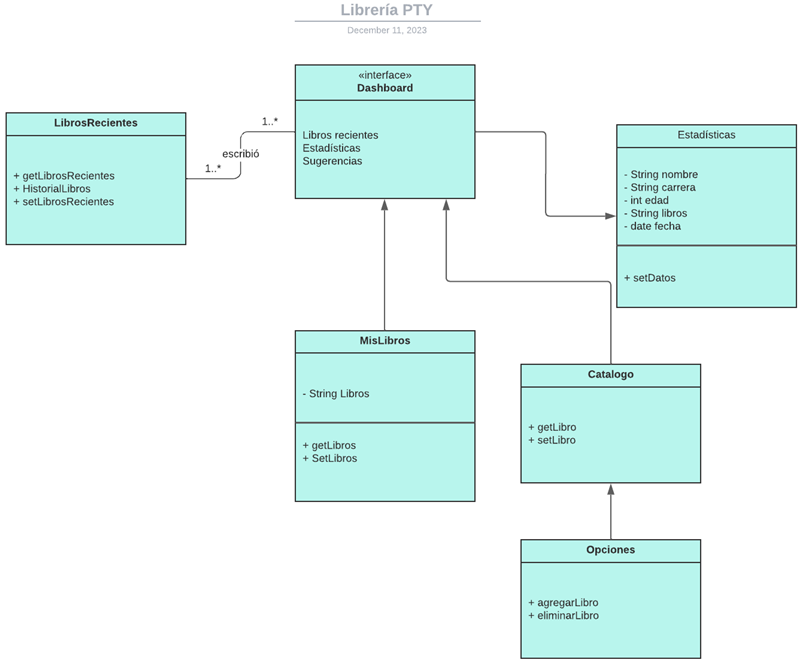 Librería PTY
December 11, 2023
«interface»
Dashboard
Libros recientes
Estadísticas
Sugerencias
LibrosRecientes
+ getLibrosRecientes
+ HistorialLibros
+ setLibrosRecientes
1..*
escribió
1..*
Estadísticas
- String nombre
- String carrera
- int edad
- String libros
- date fecha
+ setDatos
MisLibros
- String Libros
+ getLibros
+ SetLibros
Catalogo
+ getLibro
+ setLibro
Opciones
+ agregarLibro
+ eliminarLibro